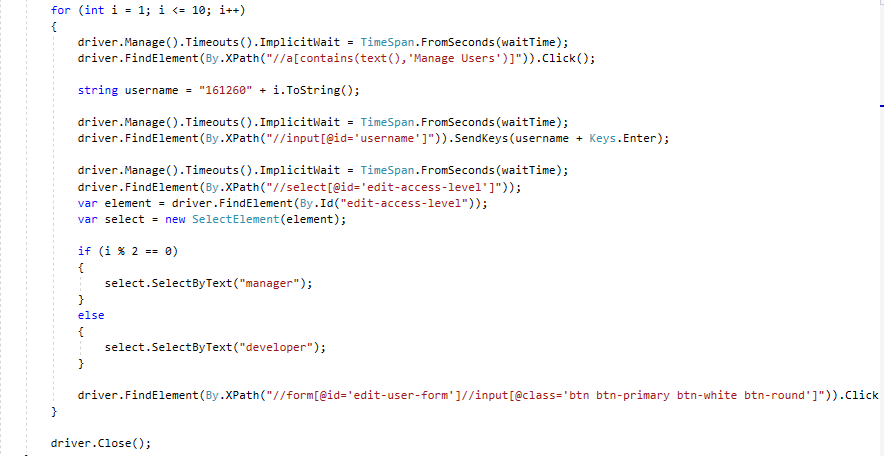 for (int i = 1; i <= 10; i++)
{
driver.Manage().Timeouts().ImplicitWait = TimeSpan.FromSeconds(waitTime);
driver.FindElement(By.XPath("//a[contains(text(),'Manage Users')]")).Click();
string username = "161260" + i.ToString();
driver.Manage().Timeouts().ImplicitWait = TimeSpan.FromSeconds(waitTime);
driver.FindElement(By.XPath("//input[@id='username']")).SendKeys(username + Keys.Enter);
driver.Manage().Timeouts().ImplicitWait = TimeSpan.FromSeconds(waitTime);
driver.FindElement(By.XPath("//select[@id='edit-access-level']"));
var element = driver.FindElement(By.Id("edit-access-level"));
var select = new SelectElement(element);
if (i % 2 == 0)
{
select.SelectByText("manager");
}
else
{
select.SelectByText("developer");
}
driver.FindElement(By.XPath("//form[@id='edit-user-form']//input[@class='btn btn-primary btn-white btn-round']")).Click
}
driver.Close();